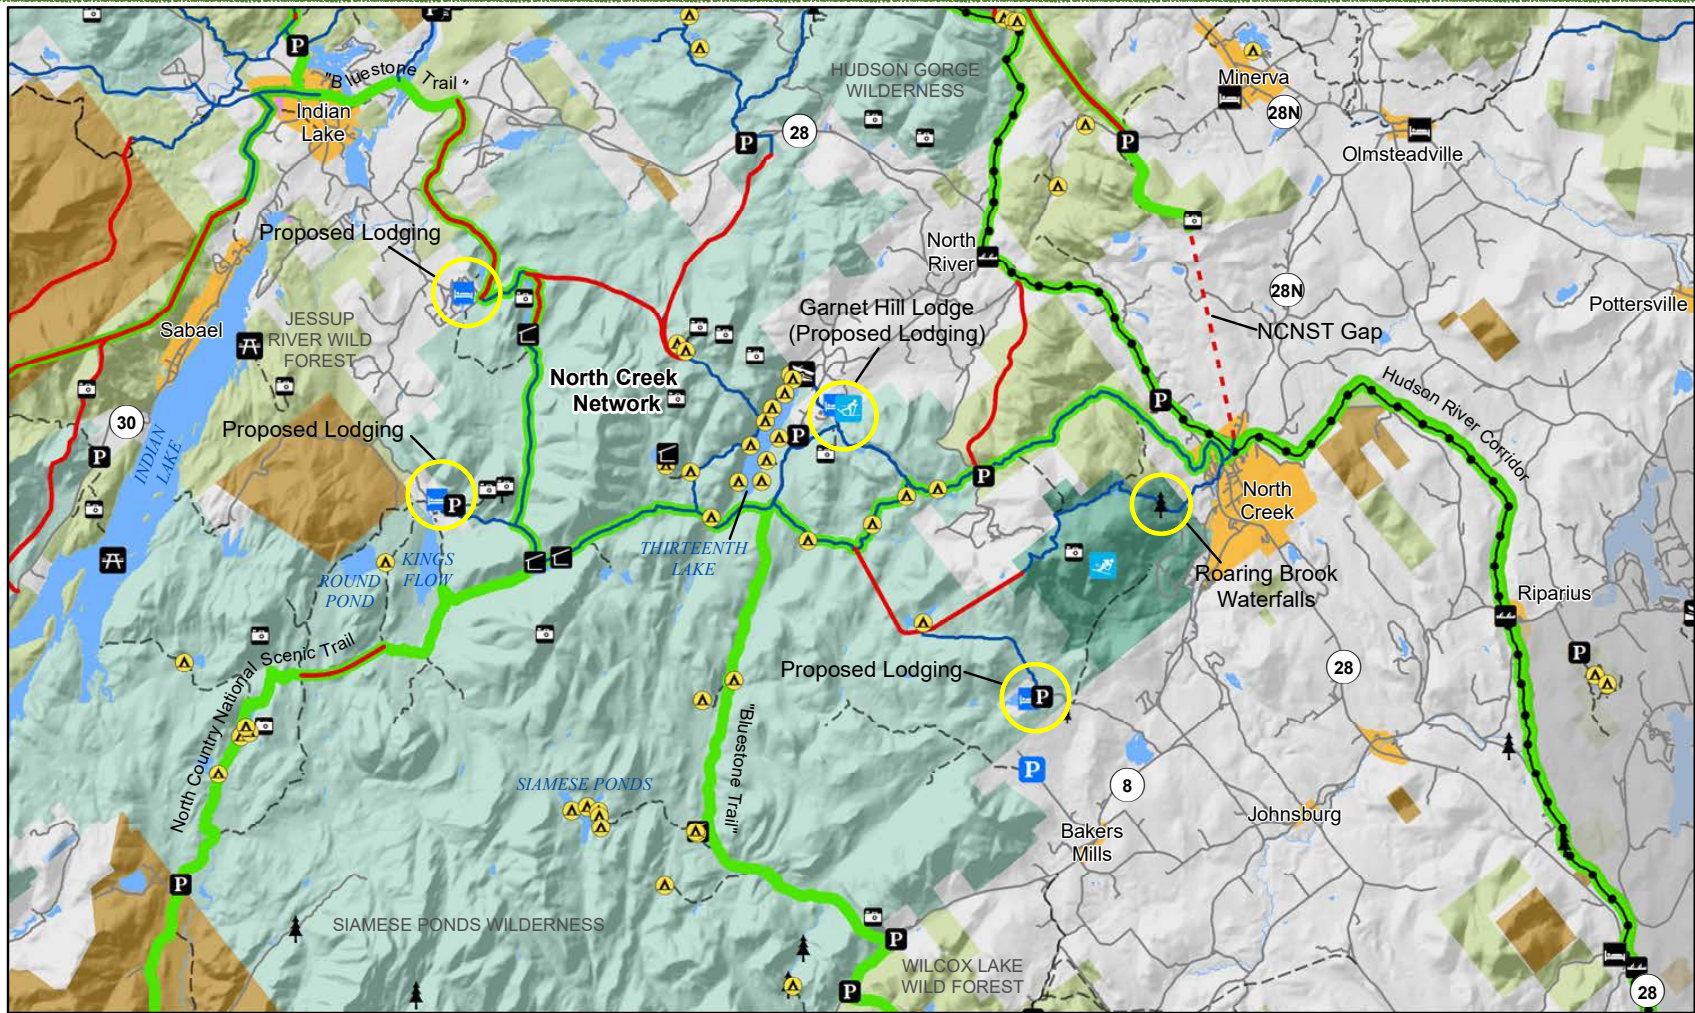 "Bluestone Trail"
HUDSON GORGE
WILDERNESS
Minerva
28N
28
Indian
Lake
Olmsteadville
P
P
P
Proposed Lodging
North
River
28N
Pottersville
Garnet Hill Lodge
(Proposed Lodging)
NCNST Gap
Sabael
JESSUP
RIVER WILD
FOREST
North Creek
Network
Hudson River Corridor
30
Proposed Lodging
INDIAN
LAKE
P
P
P
P
P
North
Creek
THIRTEENTH
LAKE
KINGS
FLOW
ROUND
POND
Roaring Brook
Waterfalls
Riparius
North Country National Scenic Trail
P
28
Proposed Lodging
P
"Bluestone Trail"
P
SIAMESE PONDS
8
Johnsburg
Bakers
Mills
P
SIAMESE PONDS WILDERNESS
P
WILCOX LAKE
WILD FOREST
P
28